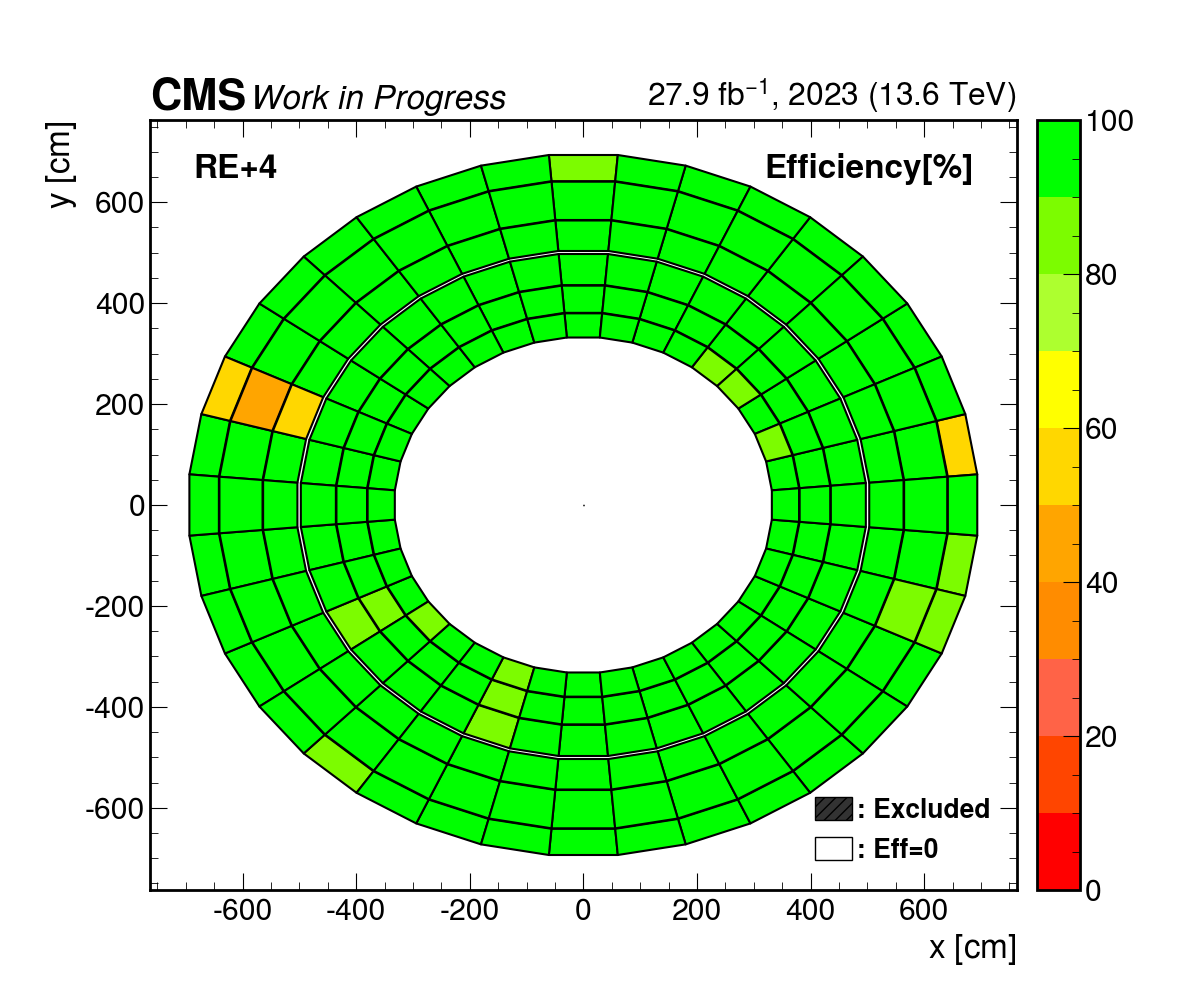 CMS Work in Progress 27.9 fb⁻¹, 2023 (13.6 TeV)
y [cm]
RE+4 Efficiency[%]
600
400
200
0
-200
-400
-600
100
80
60
40
20
0
: Excluded
: Eff=0
-600 -400 -200 0 200 400 600
x [cm]